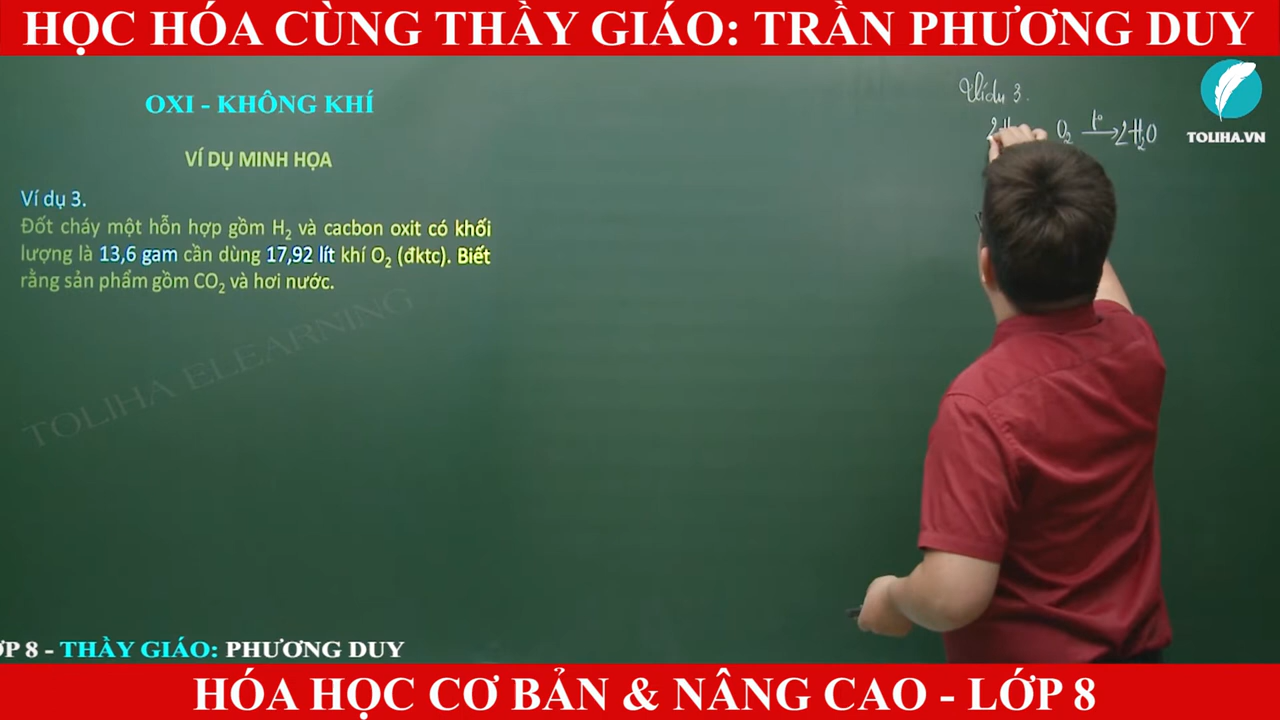 HỌC HÓA CÙNG THẦY GIÁO: TRẦN PHƯƠNG DUY
TOLIHA.VN
OXI - KHÔNG KHÍ
VÍ DỤ MINH HỌA
Ví dụ 3.
Đốt cháy một hỗn hợp gồm H₂ và cacbon oxit có khối
lượng là 13,6 gam cần dùng 17,92 lít khí O₂ (đktc). Biết
rằng sản phẩm gồm CO₂ và hơi nước.
Ví dụ 3.
O₂ t° → 2H₂O
TOLIHA ELEARNING
ỚP 8 - THẦY GIÁO: PHƯƠNG DUY
HÓA HỌC CƠ BẢN & NÂNG CAO - LỚP 8